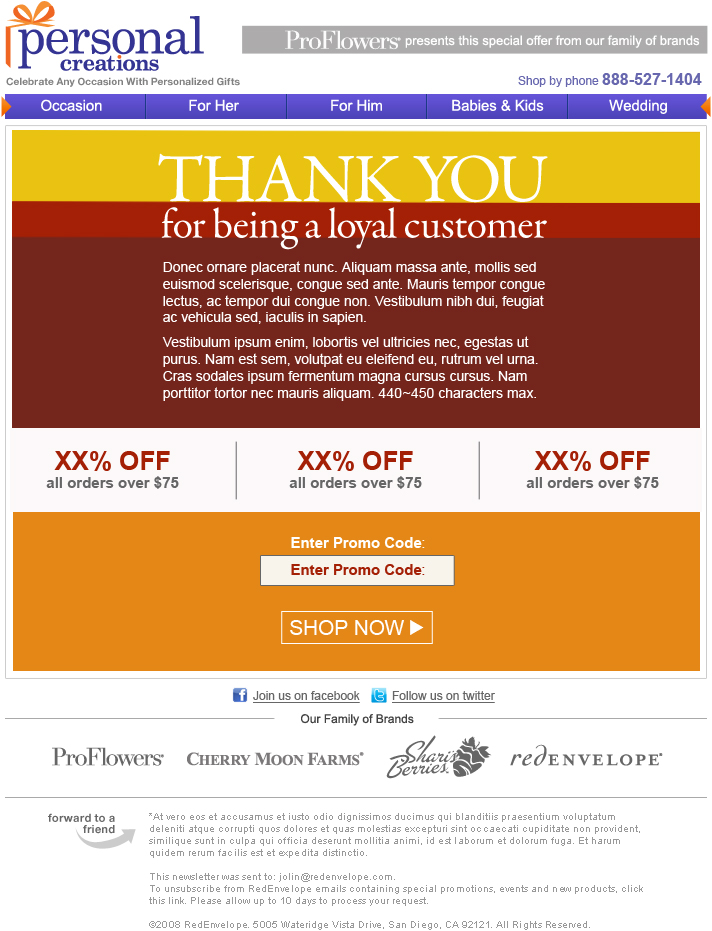 personal
creations
Celebrate Any Occasion With Personalized Gifts
ProFlowers® presents this special offer from our family of brands
Shop by phone 888-527-1404
Occasion For Her For Him Babies & Kids Wedding
THANK YOU
for being a loyal customer
Donec ornare placerat nunc. Aliquam massa ante, mollis sed
euismod scelerisque, congue sed ante. Mauris tempor congue
lectus, ac tempor dui congue non. Vestibulum nibh dui, feugiat
ac vehicula sed, iaculis in sapien.
Vestibulum ipsum enim, lobortis vel ultricies nec, egestas ut
purus. Nam est sem, volutpat eu eleifend eu, rutrum vel urna.
Cras sodales ipsum fermentum magna cursus cursus. Nam
porttitor tortor nec mauris aliquam. 440~450 characters max.
XX% OFF XX% OFF XX% OFF
all orders over $75 all orders over $75 all orders over $75
Enter Promo Code:
Enter Promo Code:
SHOP NOW
Join us on facebook Follow us on twitter
Our Family of Brands
ProFlowers® Cherry Moon Farms® Shari's Berries redENVELOPE®
forward to a
friend
*At vero eos et accusamus et iusto odio dignissimos ducimus qui blanditiis praesentium voluptatum
deleniti atque corrupti quos dolores et quas molestias excepturi sint occaecati cupiditate non provident,
similique sunt in culpa qui officia deserunt mollitia animi, id est laborum et dolorum fuga. Et harum
quidem rerum facilis est et expedita distinctio.
This newsletter was sent to: jolin@redenvelope.com.
To unsubscribe from RedEnvelope emails containing special promotions, events and new products, click
this link. Please allow up to 10 days to process your request.
©2008 RedEnvelope. 5005 Wateridge Vista Drive, San Diego, CA 92121. All Rights Reserved.